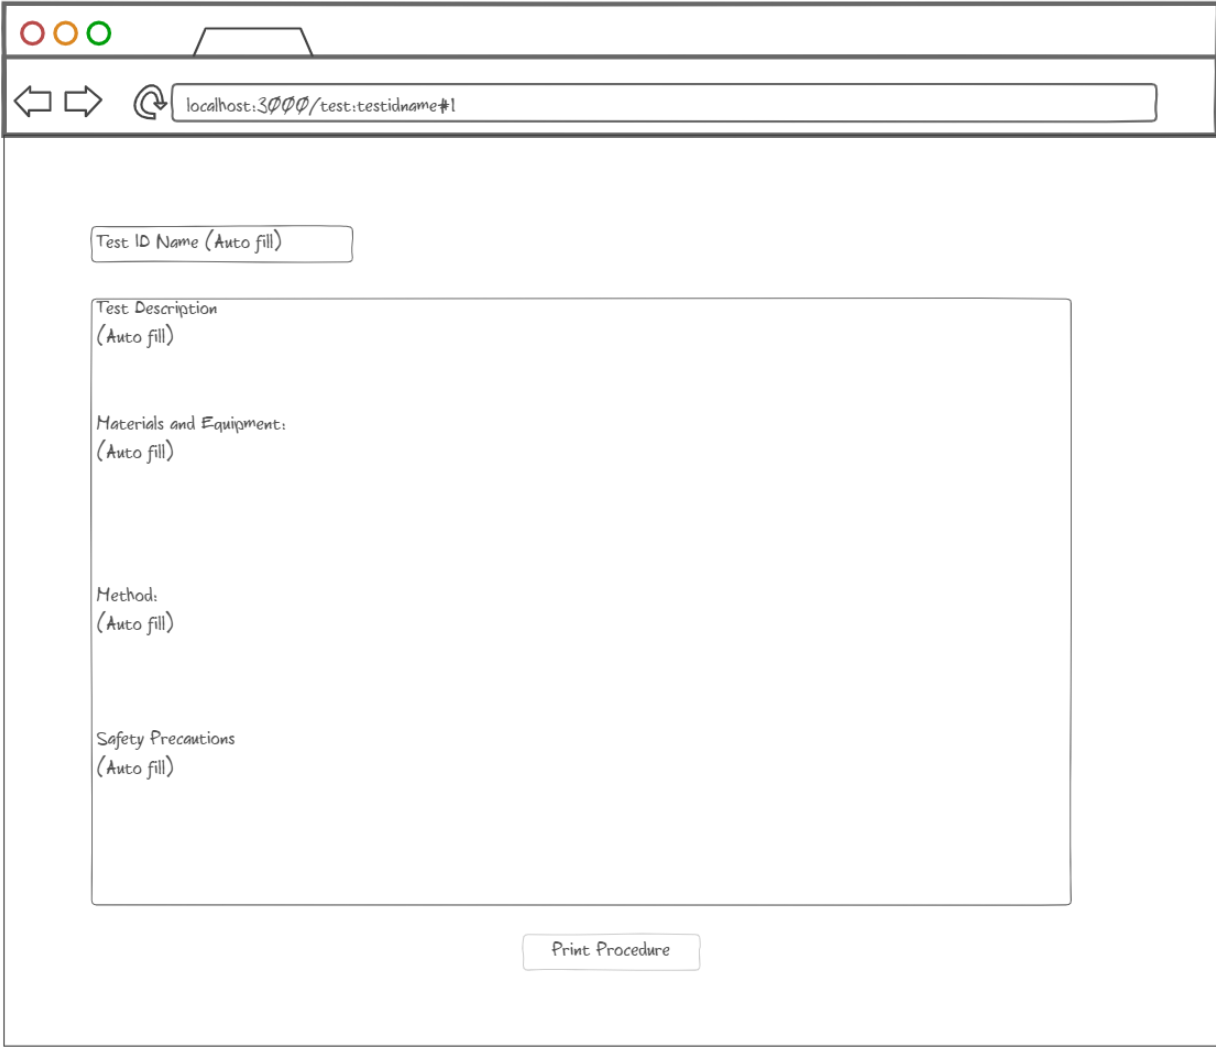 localhost:3000/test:testidname#1
Test ID Name (Auto fill)
Test Description
(Auto fill)
Materials and Equipment:
(Auto fill)
Method:
(Auto fill)
Safety Precautions
(Auto fill)
Print Procedure